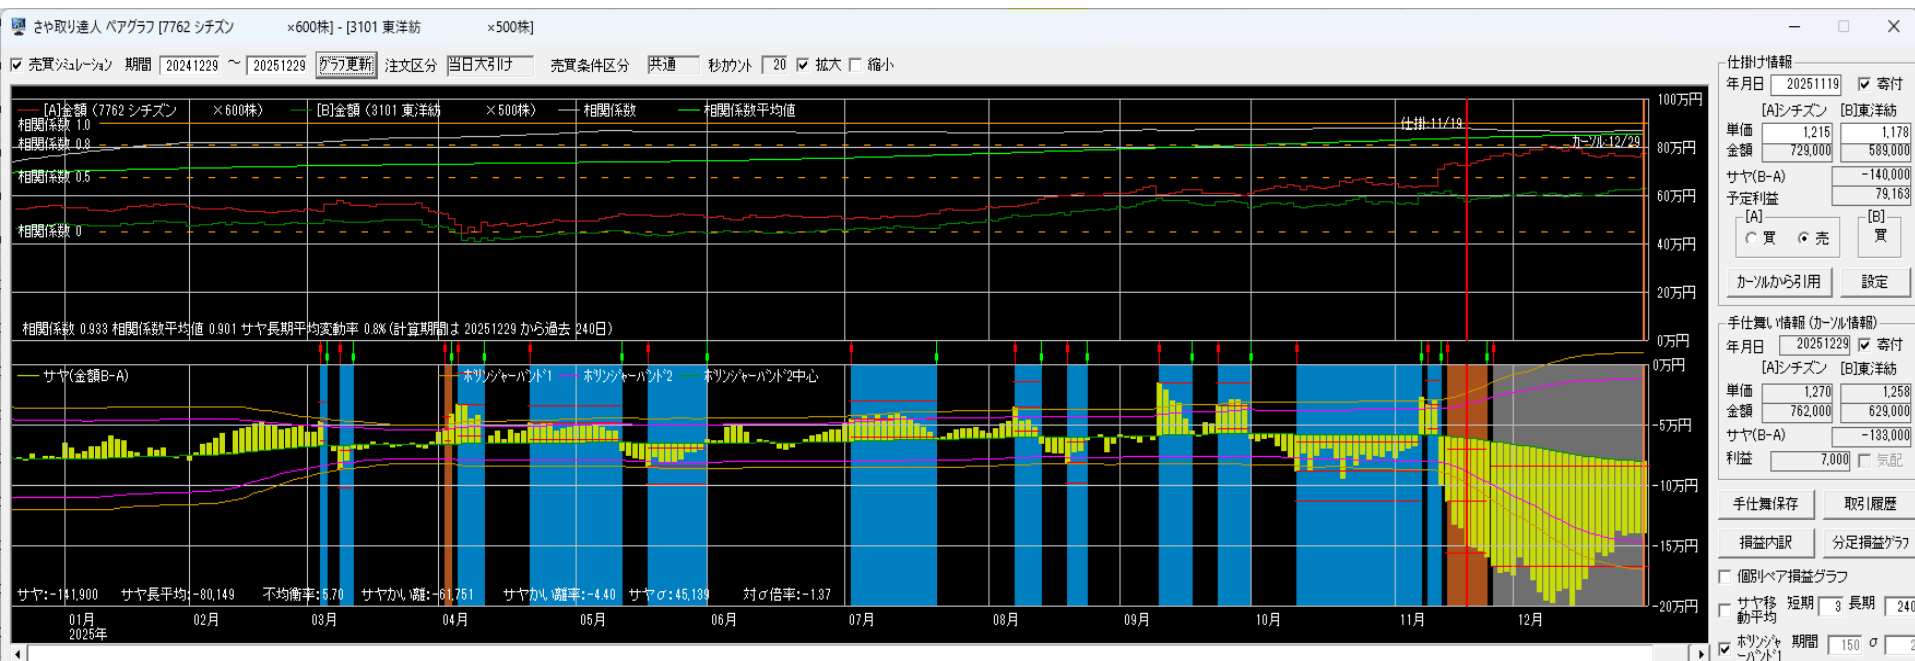 さや取り達人 ペアグラフ [7762 シチズン ×600株] - [3101 東洋紡 ×500株]
売買シミュレーション 期間 20241229 ～ 20251229 グラフ更新 注文区分 当日大引け 売買条件区分 共通 秒カウント 20 拡大 縮小
[A]金額 (7762 シチズン ×600株) [B]金額 (3101 東洋紡 ×500株) 相関係数 相関係数平均値
相関係数 1.0
仕掛:11/19
相関係数 0.8
カーソル:12/29
相関係数 0.5
相関係数 0
100万円
80万円
60万円
40万円
20万円
0万円
相関係数 0.933 相関係数平均値 0.901 サヤ長期平均変動率 0.8% (計算期間は 20251229 から過去 240日)
サヤ(金額B-A) ボリンジャーバンド1 ボリンジャーバンド2 ボリンジャーバンド2中心
0万円
-5万円
-10万円
-15万円
-20万円
サヤ:-141,900 サヤ長平均:-80,149 不均衡率:5.70 サヤかい離:-61,751 サヤかい離率:-4.40 サヤσ:45,139 対σ倍率:-1.37
01月 02月 03月 04月 05月 06月 07月 08月 09月 10月 11月 12月
2025年
仕掛け情報
年月日 20251119 寄付
[A]シチズン [B]東洋紡
単価 1,215 1,178
金額 729,000 589,000
サヤ(B-A) -140,000
予定利益 79,163
[A] [B]
買 売 買
カーソルから引用 設定
手仕舞い情報 (カーソル情報)
年月日 20251229 寄付
[A]シチズン [B]東洋紡
単価 1,270 1,258
金額 762,000 629,000
サヤ(B-A) -133,000
利益 7,000 気配
手仕舞保存 取引履歴
損益内訳 分足損益グラフ
個別ペア損益グラフ
サヤ移動平均 短期 3 長期 240
ボリンジャーバンド1 期間 150 σ 2